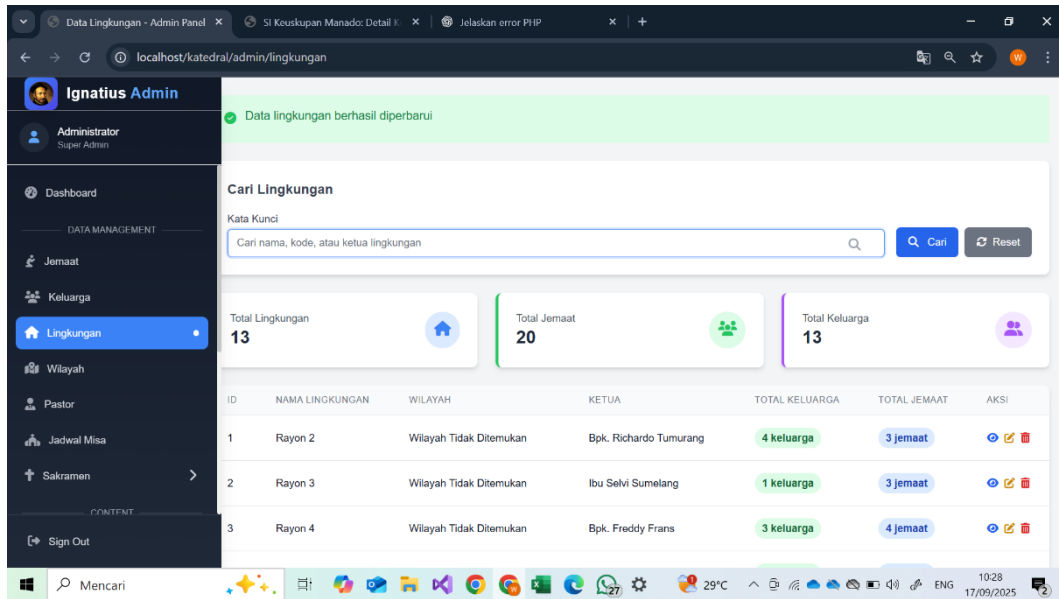 Data Lingkungan - Admin Panel
SI Keuskupan Manado: Detail K
Jelaskan error PHP
localhost/katedral/admin/lingkungan
W
Ignatius Admin
Administrator
Super Admin
Dashboard
DATA MANAGEMENT
Jemaat
Keluarga
Lingkungan
Wilayah
Pastor
Jadwal Misa
Sakramen
CONTENT
Sign Out
Data lingkungan berhasil diperbarui
Cari Lingkungan
Kata Kunci
Cari nama, kode, atau ketua lingkungan
Cari
Reset
Total Lingkungan
13
Total Jemaat
20
Total Keluarga
13
ID NAMA LINGKUNGAN WILAYAH KETUA TOTAL KELUARGA TOTAL JEMAAT AKSI
1 Rayon 2 Wilayah Tidak Ditemukan Bpk. Richardo Tumurang 4 keluarga 3 jemaat
2 Rayon 3 Wilayah Tidak Ditemukan Ibu Selvi Sumelang 1 keluarga 3 jemaat
3 Rayon 4 Wilayah Tidak Ditemukan Bpk. Freddy Frans 3 keluarga 4 jemaat
Mencari
27
29°C
ENG
10:28
17/09/2025
2